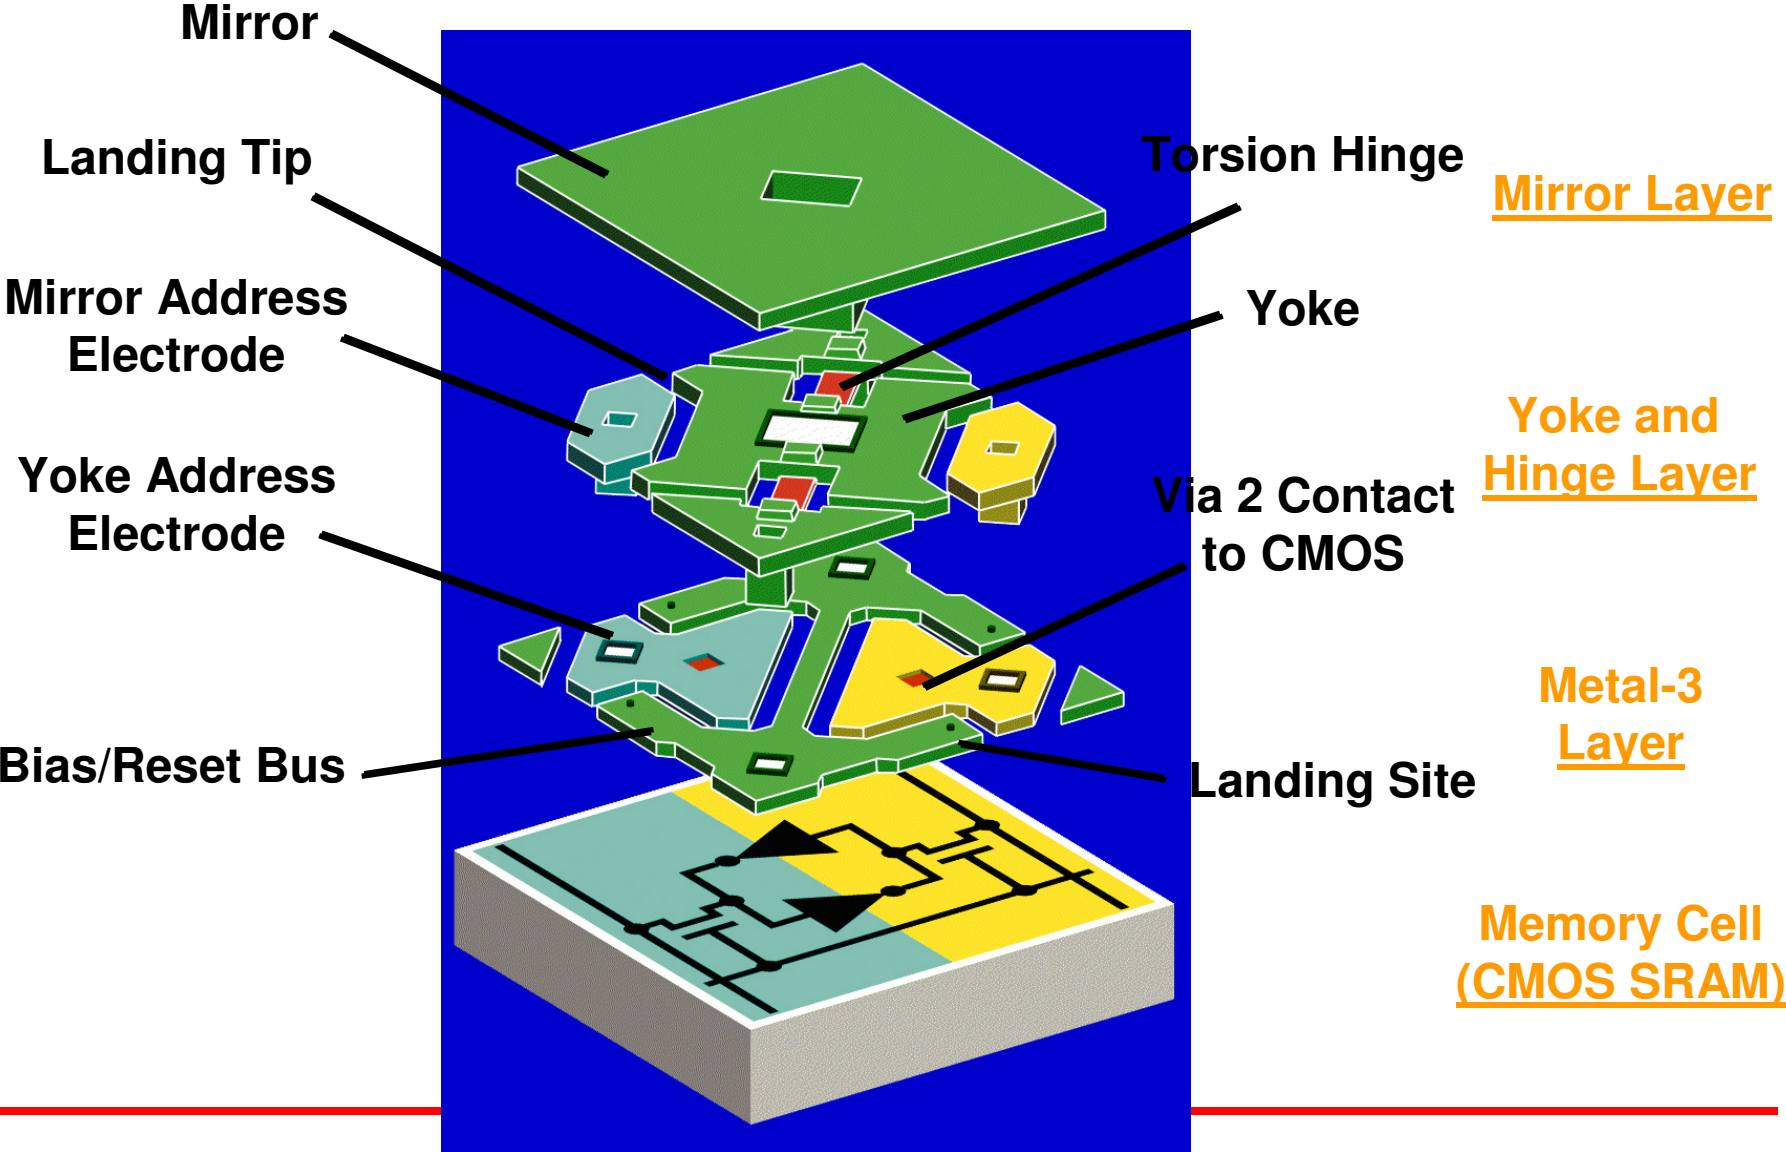 Mirror
Landing Tip
Mirror Address
Electrode
Yoke Address
Electrode
Bias/Reset Bus
Torsion Hinge
Yoke
Via 2 Contact
to CMOS
Landing Site
Mirror Layer
Yoke and
Hinge Layer
Metal-3
Layer
Memory Cell
(CMOS SRAM)